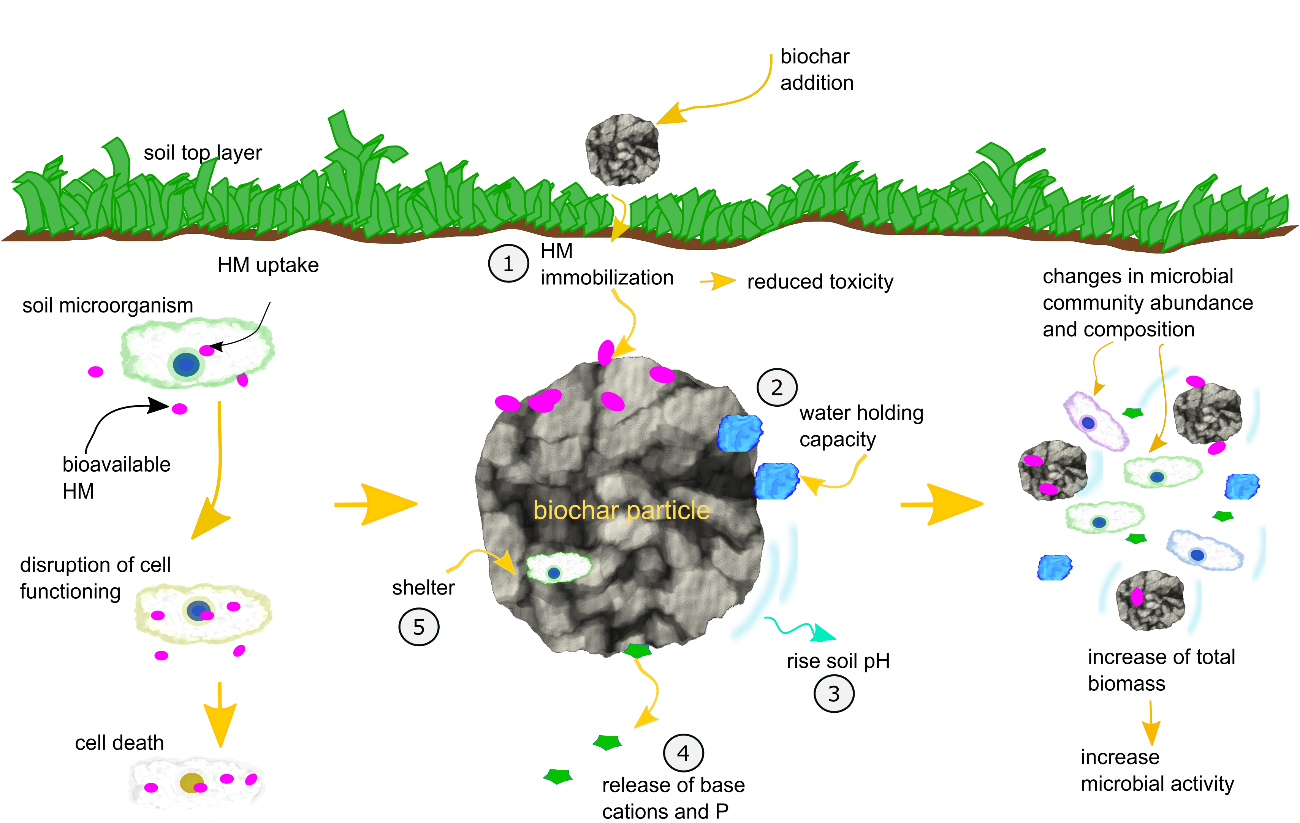 biochar
addition
soil top layer
HM uptake
soil microorganism
bioavailable
HM
disruption of cell
functioning
cell death
1
HM
immobilization
reduced toxicity
2
water holding
capacity
biochar particle
shelter
5
rise soil pH
3
4
release of base
cations and P
changes in microbial
community abundance
and composition
increase of total
biomass
increase
microbial activity